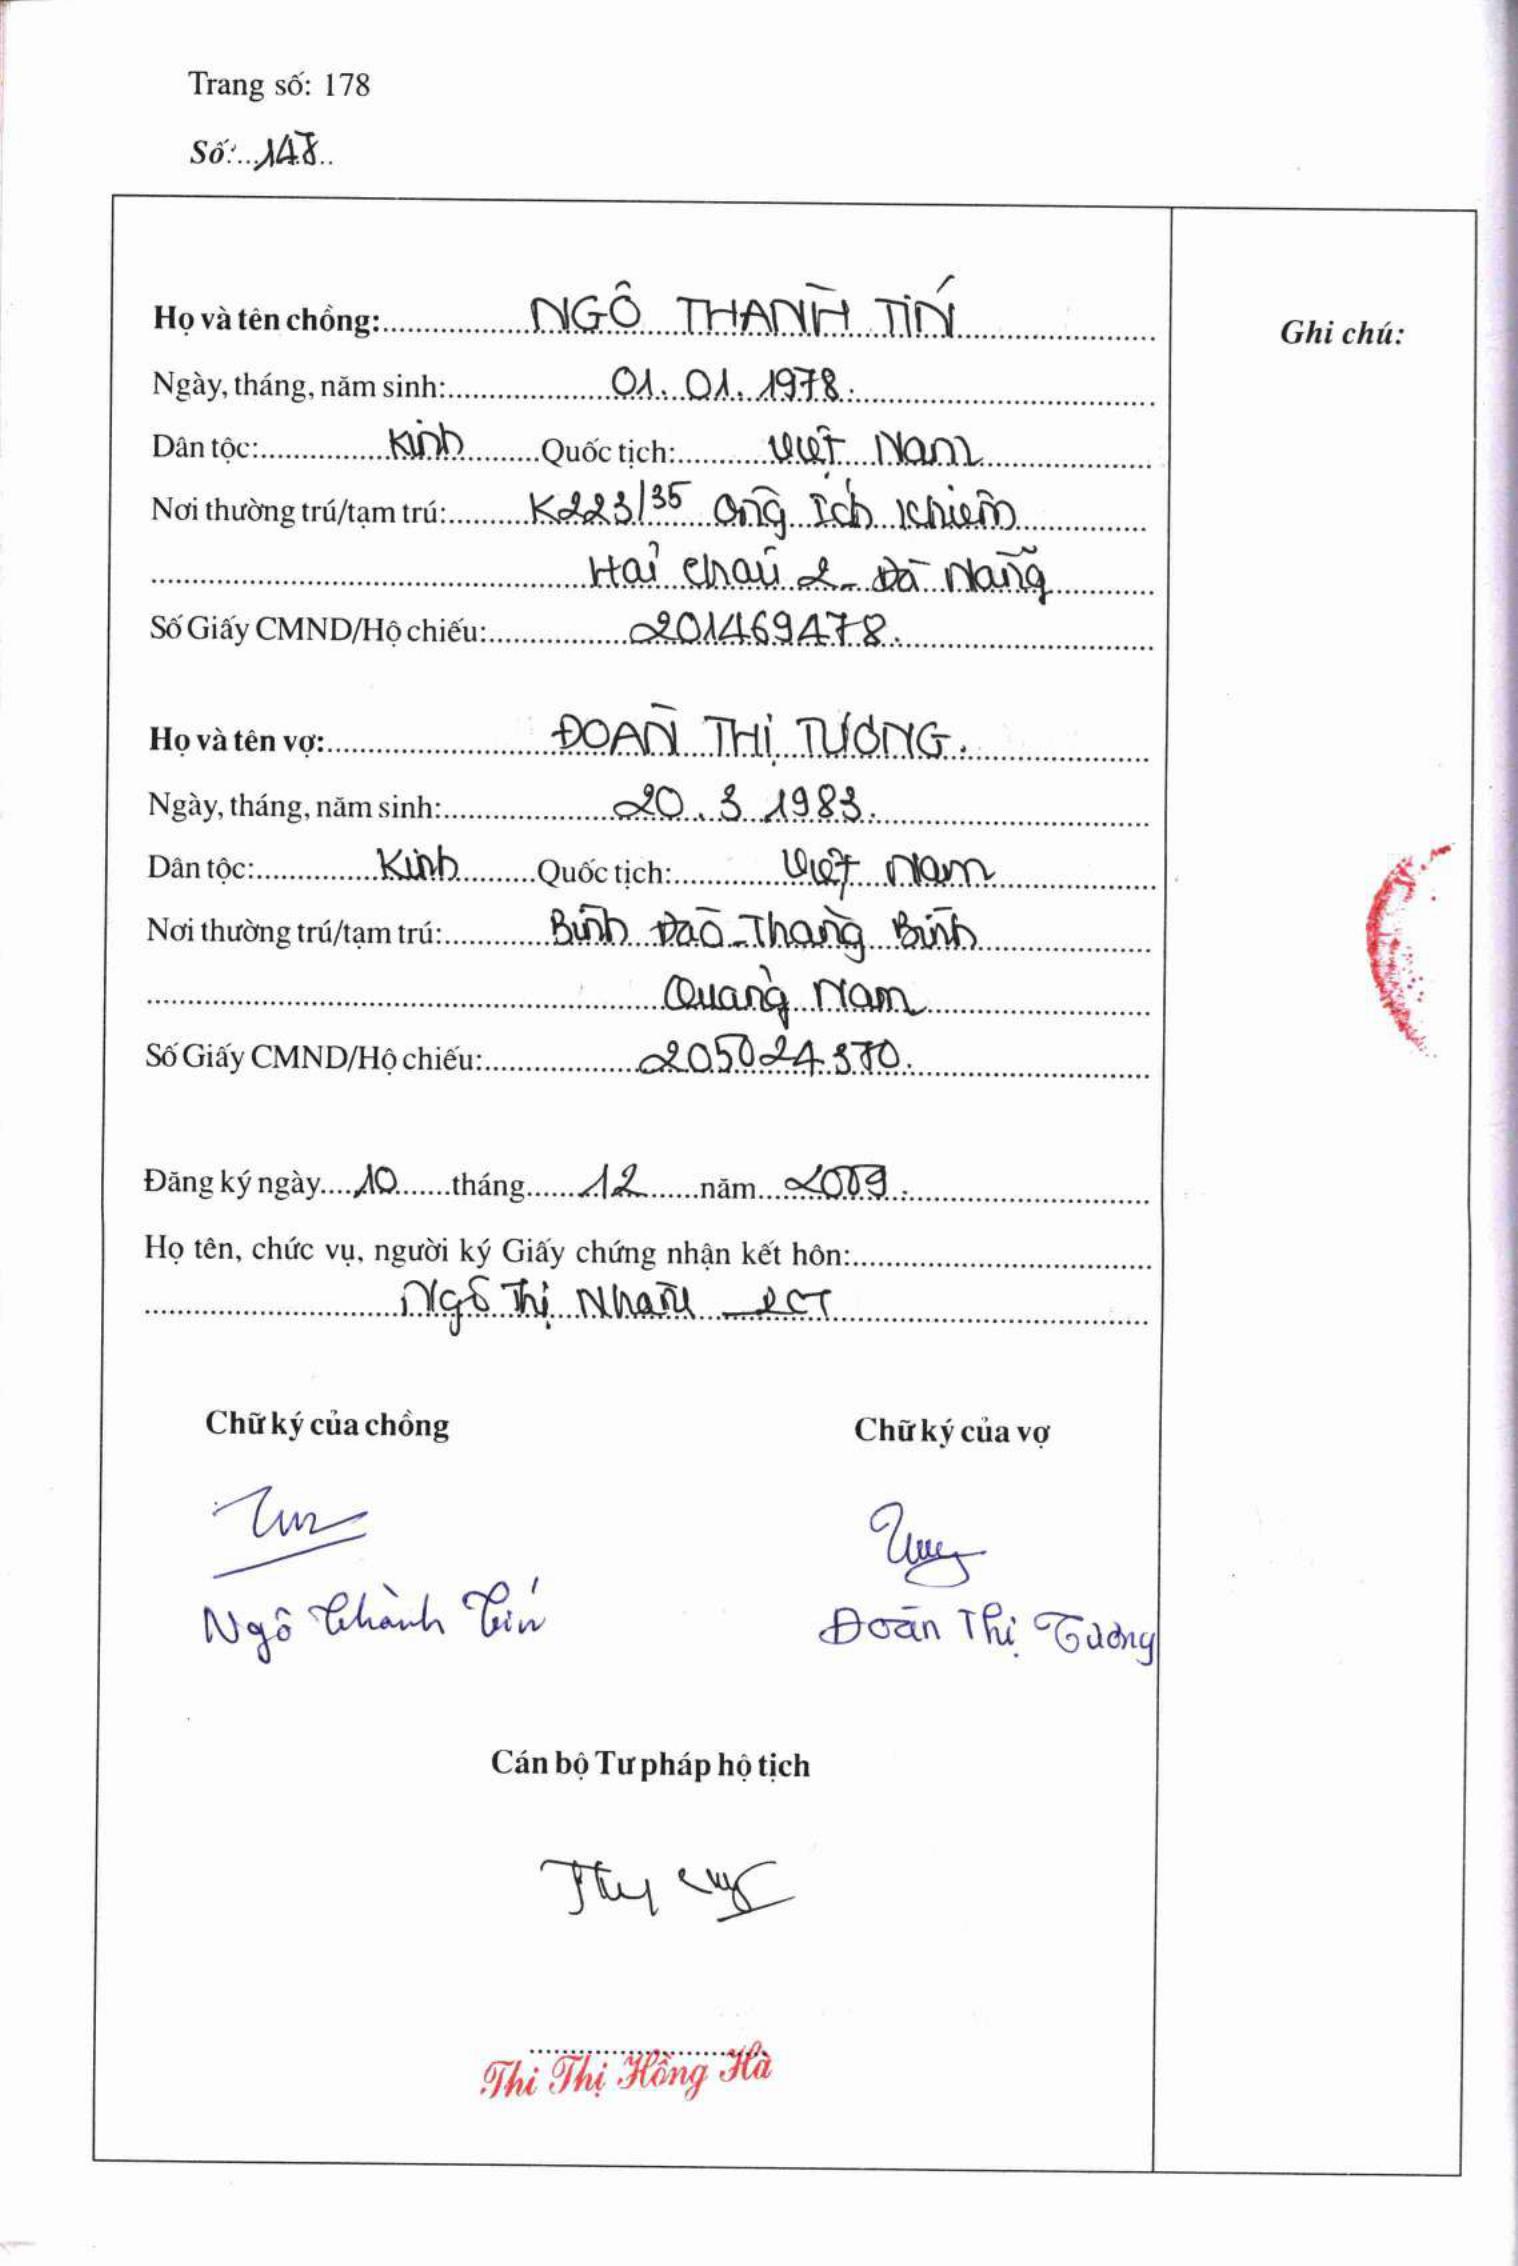 Trang số: 178
Số: 148
Họ và tên chồng: NGÔ THÀNH TÍN
Ghi chú:
Ngày, tháng, năm sinh: 01. 01. 1978.
Dân tộc: Kinh Quốc tịch: Việt Nam
Nơi thường trú/tạm trú: K223/35 Ông Ích Khiêm
Hải Châu 2 - Đà Nẵng
Số Giấy CMND/Hộ chiếu: 201469478.
Họ và tên vợ: ĐOÀN THỊ TƯỜNG.
Ngày, tháng, năm sinh: 20. 3 1983.
Dân tộc: Kinh Quốc tịch: Việt Nam
Nơi thường trú/tạm trú: Bình Đào - Thăng Bình
Quảng Nam
Số Giấy CMND/Hộ chiếu:
Đăng ký ngày 10 tháng 12 năm 2009.
Họ tên, chức vụ, người ký Giấy chứng nhận kết hôn:
Ngô Thị Nhàn - PCT
Chữ ký của chồng
Chữ ký của vợ
Ngô Thành Tín
Đoàn Thị Tường
Cán bộ Tư pháp hộ tịch
Thi Thị Hồng Hà